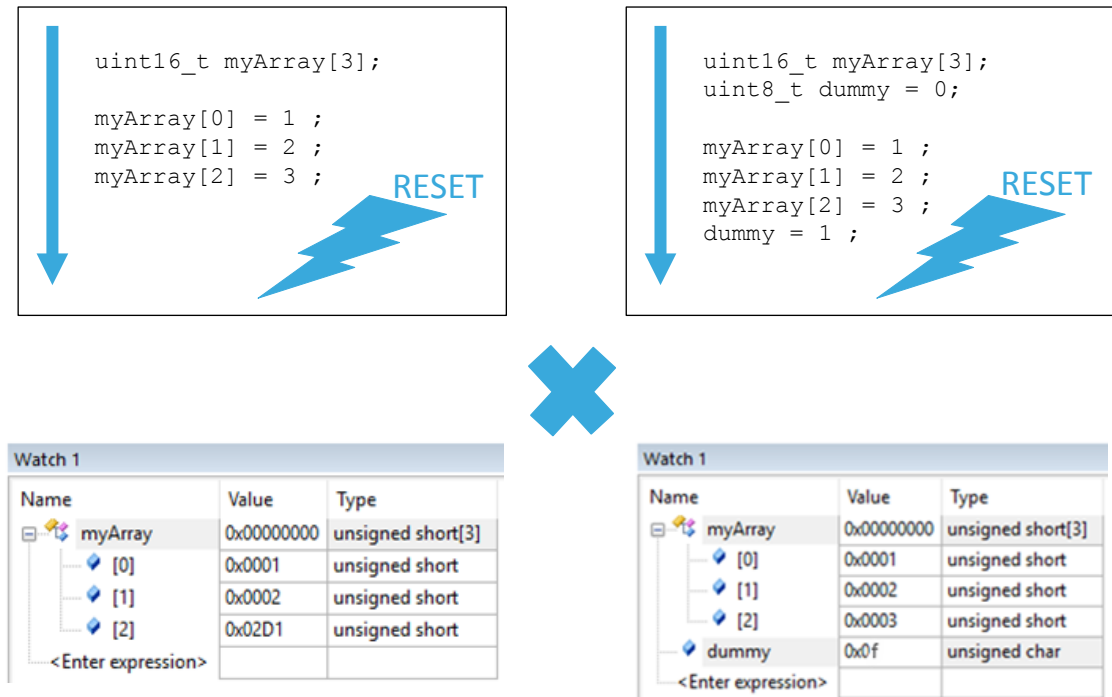 uint16_t myArray[3];
myArray[0] = 1 ;
myArray[1] = 2 ;
myArray[2] = 3 ;
RESET
uint16_t myArray[3];
uint8_t dummy = 0;
myArray[0] = 1 ;
myArray[1] = 2 ;
myArray[2] = 3 ;
dummy = 1 ;
RESET
Watch 1
Name Value Type
myArray 0x00000000 unsigned short[3]
[0] 0x0001 unsigned short
[1] 0x0002 unsigned short
[2] 0x02D1 unsigned short
<Enter expression>
Watch 1
Name Value Type
myArray 0x00000000 unsigned short[3]
[0] 0x0001 unsigned short
[1] 0x0002 unsigned short
[2] 0x0003 unsigned short
dummy 0x0f unsigned char
<Enter expression>